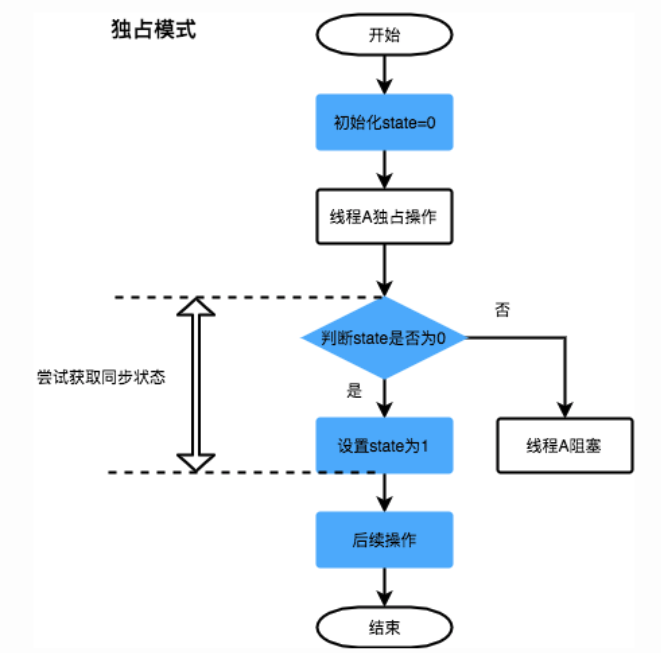 独占模式
开始
初始化state=0
线程A独占操作
否
判断state是否为0
尝试获取同步状态
是
设置state为1
线程A阻塞
后续操作
结束